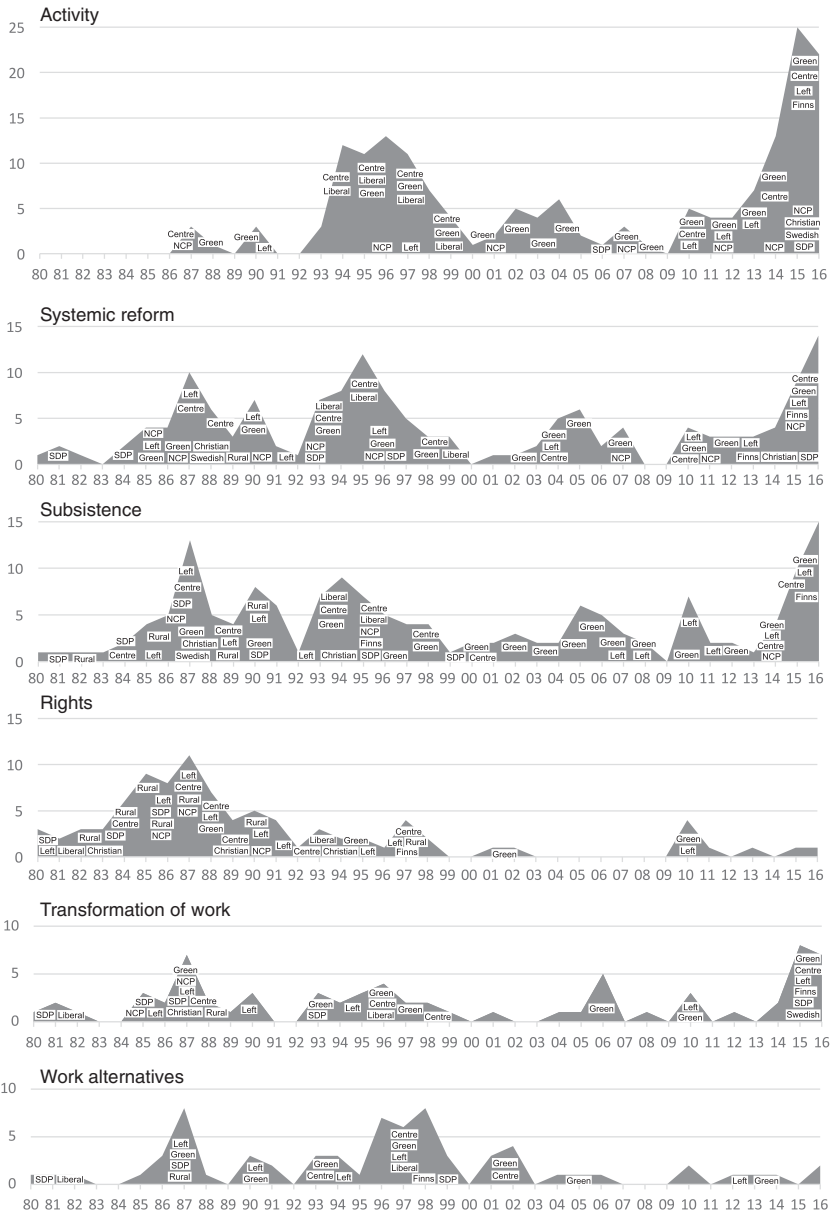 Activity
25
20
15
10
5
0
Green
Centre
Left
Finns
Centre Liberal Centre Liberal Green Centre Green Liberal Green Centre
Centre NCP Green Green Left NCP Left Centre Green Liberal Green NCP Green Green Green SDP Green NCP Green Green Centre Left Green Left NCP Green Left NCP NCP Christian Swedish SDP
80 81 82 83 84 85 86 87 88 89 90 91 92 93 94 95 96 97 98 99 00 01 02 03 04 05 06 07 08 09 10 11 12 13 14 15 16
Systemic reform
15
10
5
0
Left Centre Centre Left Green Liberal Centre Green Centre Liberal Green Centre Green Left Finns NCP
SDP SDP NCP Left Green Green NCP Christian Swedish Rural NCP Left NCP SDP Left Green NCP SDP Centre Green Liberal Green Green Left Centre Green NCP Left Green Centre NCP Green Left Finns Christian SDP
80 81 82 83 84 85 86 87 88 89 90 91 92 93 94 95 96 97 98 99 00 01 02 03 04 05 06 07 08 09 10 11 12 13 14 15 16
Subsistence
15
10
5
0
Left Centre SDP NCP Rural Left Liberal Centre Green Centre Liberal NCP Finns SDP Left Green Left Centre Finns
SDP Rural SDP Centre Rural Left Green Christian Swedish Centre Left Rural Green SDP Left Christian Green Centre Green SDP Green Centre Green Green Green Green Green Left Green Left Green Left Green Green Left Centre NCP
80 81 82 83 84 85 86 87 88 89 90 91 92 93 94 95 96 97 98 99 00 01 02 03 04 05 06 07 08 09 10 11 12 13 14 15 16
Rights
15
10
5
0
Rural Left SDP Rural NCP Left Centre Rural NCP Centre Left Green Rural Left
SDP Left Liberal Rural Christian Rural Centre SDP Centre Christian NCP Left Centre Liberal Christian Green Left Centre Left Rural Finns Green Green Left
80 81 82 83 84 85 86 87 88 89 90 91 92 93 94 95 96 97 98 99 00 01 02 03 04 05 06 07 08 09 10 11 12 13 14 15 16
Transformation of work
10
5
0
Green NCP Left SDP Centre Christian Rural Green Centre Left Finns SDP Swedish
SDP Liberal SDP NCP Left Left Green SDP Left Green Centre Liberal Green Centre Green Left Green
80 81 82 83 84 85 86 87 88 89 90 91 92 93 94 95 96 97 98 99 00 01 02 03 04 05 06 07 08 09 10 11 12 13 14 15 16
Work alternatives
10
5
0
Left Green SDP Rural Centre Green Left Liberal
SDP Liberal Left Green Green Centre Left Finns SDP Green Centre Green Left Green
80 81 82 83 84 85 86 87 88 89 90 91 92 93 94 95 96 97 98 99 00 01 02 03 04 05 06 07 08 09 10 11 12 13 14 15 16